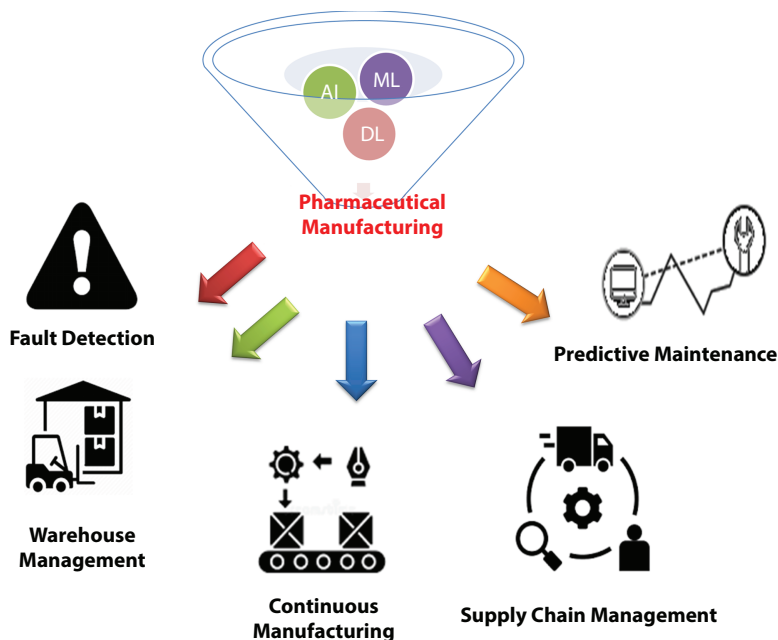 AI
ML
DL
Pharmaceutical
Manufacturing
Fault Detection
Predictive Maintenance
Warehouse
Management
Continuous
Manufacturing
Supply Chain Management